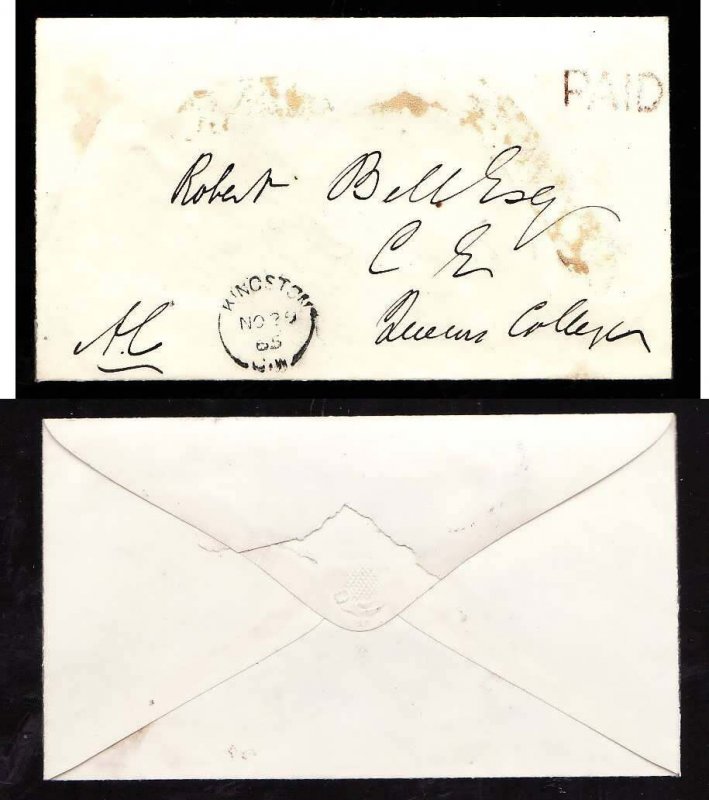 PAID
Robert Bell Esq
C E
Queens College
A.C
KINGSTON
NO 29
65
U.W